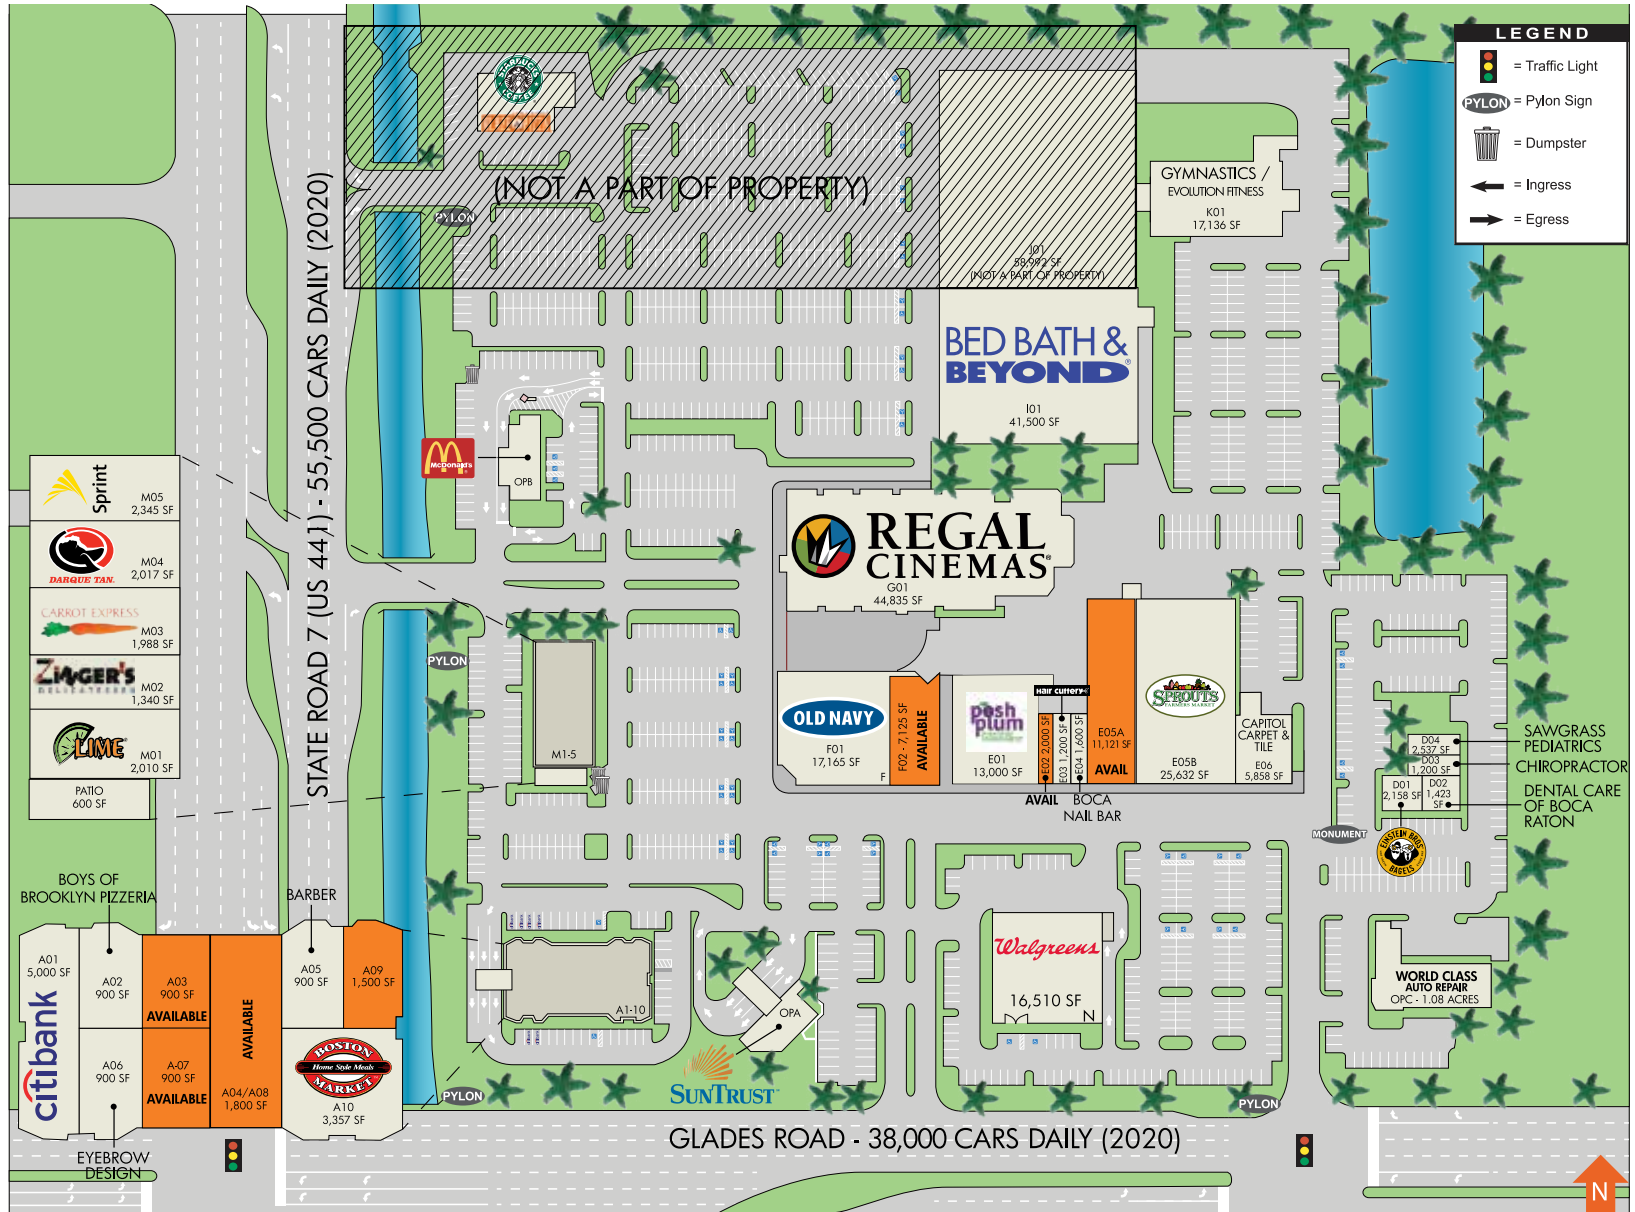 LEGEND
= Traffic Light
PYLON = Pylon Sign
= Dumpster
= Ingress
= Egress
STARBUCKS
COFFEE
(NOT A PART OF PROPERTY)
PYLON
GYMNASTICS /
EVOLUTION FITNESS
K01
17,136 SF
J01
58,992 SF
(NOT A PART OF PROPERTY)
STATE ROAD 7 (US 441) - 55,500 CARS DAILY (2020)
BED BATH &
BEYOND
I01
41,500 SF
McDonald's
OPB
Sprint
M05
2,345 SF
DARQUE TAN.
M04
2,017 SF
CARROT EXPRESS
M03
1,988 SF
ZINGER'S
DELICATESSEN
M02
1,340 SF
LIME
M01
2,010 SF
PATIO
600 SF
REGAL
CINEMAS
G01
44,835 SF
PYLON
M1-5
OLD NAVY
F01
17,165 SF
F
F02 - 7,125 SF
AVAILABLE
posh
plum
E01
13,000 SF
Hair Cuttery
E02 2,000 SF
E03 1,200 SF
E04 1,600 SF
AVAIL
BOCA
NAIL BAR
E05A
11,121 SF
AVAIL
SPROUTS
FARMERS MARKET
E05B
25,632 SF
CAPITOL
CARPET &
TILE
E06
5,858 SF
D04
2,537 SF
D03
1,200 SF
D01
2,158 SF
D02
1,423
SF
SAWGRASS
PEDIATRICS
CHIROPRACTOR
DENTAL CARE
OF BOCA
RATON
MONUMENT
EINSTEIN BROS
BAGELS
BOYS OF
BROOKLYN PIZZERIA
BARBER
A01
5,000 SF
citibank
A02
900 SF
A03
900 SF
AVAILABLE
AVAILABLE
A04/A08
1,800 SF
A05
900 SF
A09
1,500 SF
A06
900 SF
A-07
900 SF
AVAILABLE
BOSTON
Home Style Meals
MARKET
A10
3,357 SF
EYEBROW
DESIGN
A1-10
OPA
SUNTRUST
PYLON
Walgreens
16,510 SF
N
PYLON
WORLD CLASS
AUTO REPAIR
OPC - 1.08 ACRES
GLADES ROAD - 38,000 CARS DAILY (2020)
N